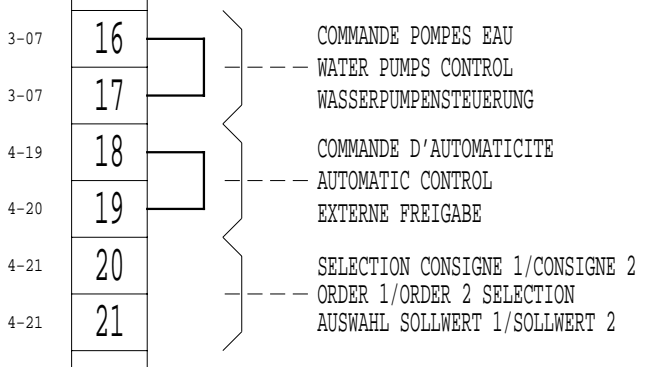 3-07 16 COMMANDE POMPES EAU
WATER PUMPS CONTROL
3-07 17 WASSERPUMPENSTEUERUNG
4-19 18 COMMANDE D'AUTOMATICITE
AUTOMATIC CONTROL
4-20 19 EXTERNE FREIGABE
4-21 20 SELECTION CONSIGNE 1/CONSIGNE 2
ORDER 1/ORDER 2 SELECTION
4-21 21 AUSWAHL SOLLWERT 1/SOLLWERT 2